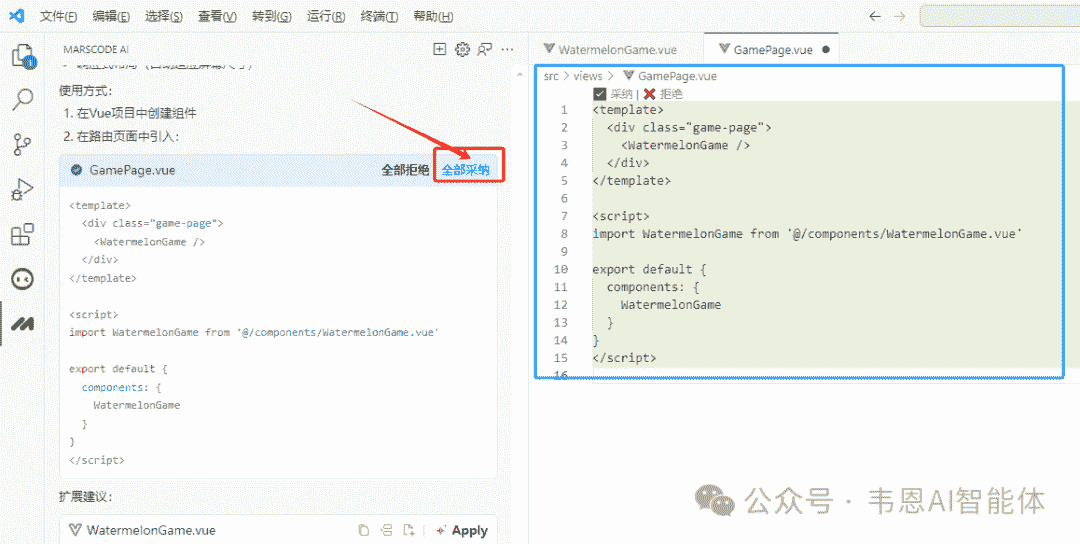 文件(F) 编辑(E) 选择(S) 查看(V) 转到(G) 运行(R) 终端(T) 帮助(H)
MARSCODE AI
使用方式:
1. 在Vue项目中创建组件
2. 在路由页面中引入:
GamePage.vue 全部拒绝 全部采纳
<template>
<div class="game-page">
<WatermelonGame />
</div>
</template>
<script>
import WatermelonGame from '@/components/WatermelonGame.vue'
export default {
components: {
WatermelonGame
}
}
</script>
扩展建议:
WatermelonGame.vue Apply
WatermelonGame.vue GamePage.vue
src > views > GamePage.vue
采纳 | 拒绝
1 <template>
2 <div class="game-page">
3 <WatermelonGame />
4 </div>
5 </template>
6
7 <script>
8 import WatermelonGame from '@/components/WatermelonGame.vue'
9
10 export default {
11 components: {
12 WatermelonGame
13 }
14 }
15 </script>
16
公众号 · 韦恩AI智能体